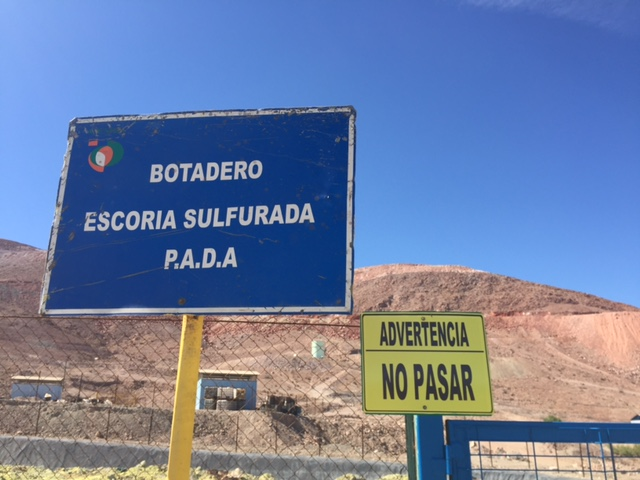 BOTADERO
ESCORIA SULFURADA
P.A.D.A
ADVERTENCIA
NO PASAR